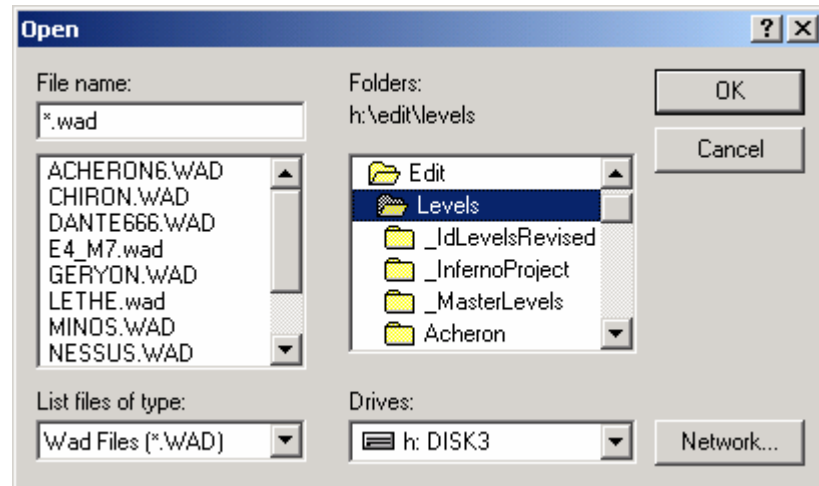 Open
File name:
*.wad
ACHERON6.WAD
CHIRON.WAD
DANTE666.WAD
E4_M7.wad
GERYON.WAD
LETHE.wad
MINOS.WAD
NESSUS.WAD
List files of type:
Wad Files (*.WAD)
Folders:
h:\edit\levels
Edit
Levels
_IdLevelsRevised
_InfernoProject
_MasterLevels
Acheron
Drives:
h: DISK3
OK
Cancel
Network...